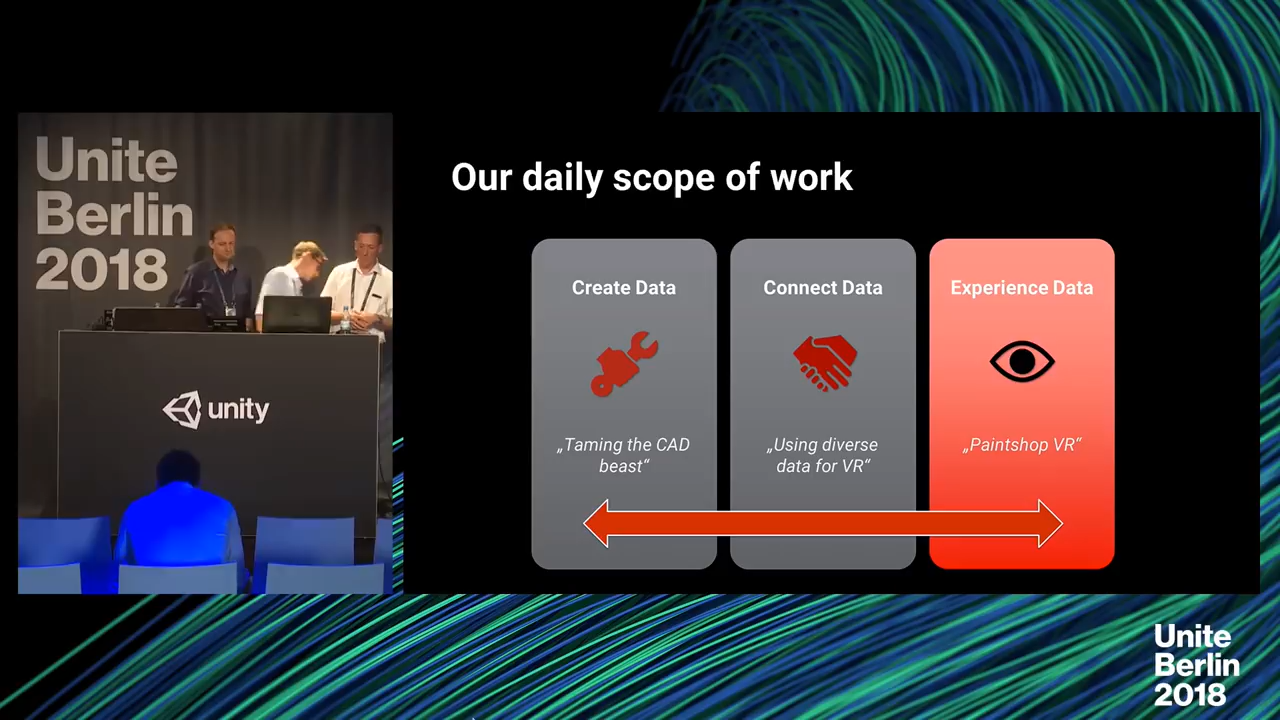 Unite
Berlin
2018
unity
Our daily scope of work
Create Data
„Taming the CAD
beast“
Connect Data
„Using diverse
data for VR“
Experience Data
„Paintshop VR“
Unite
Berlin
2018